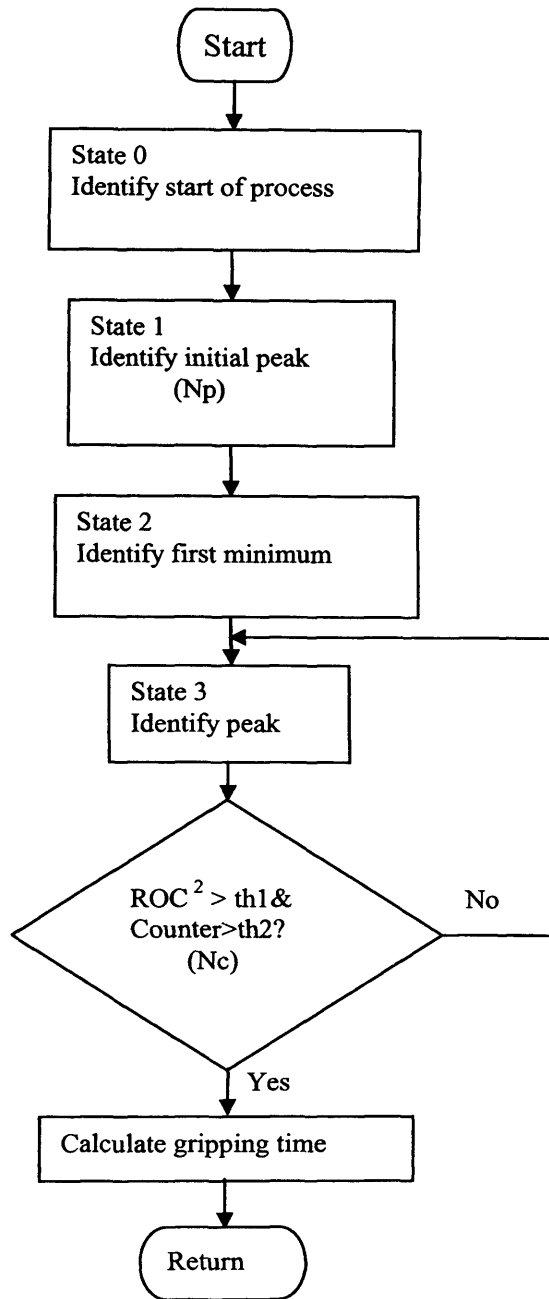 Start
State 0
Identify start of process
State 1
Identify initial peak
(Np)
State 2
Identify first minimum
State 3
Identify peak
ROC ² > th1&
Counter>th2?
(Nc)
No
Yes
Calculate gripping time
Return